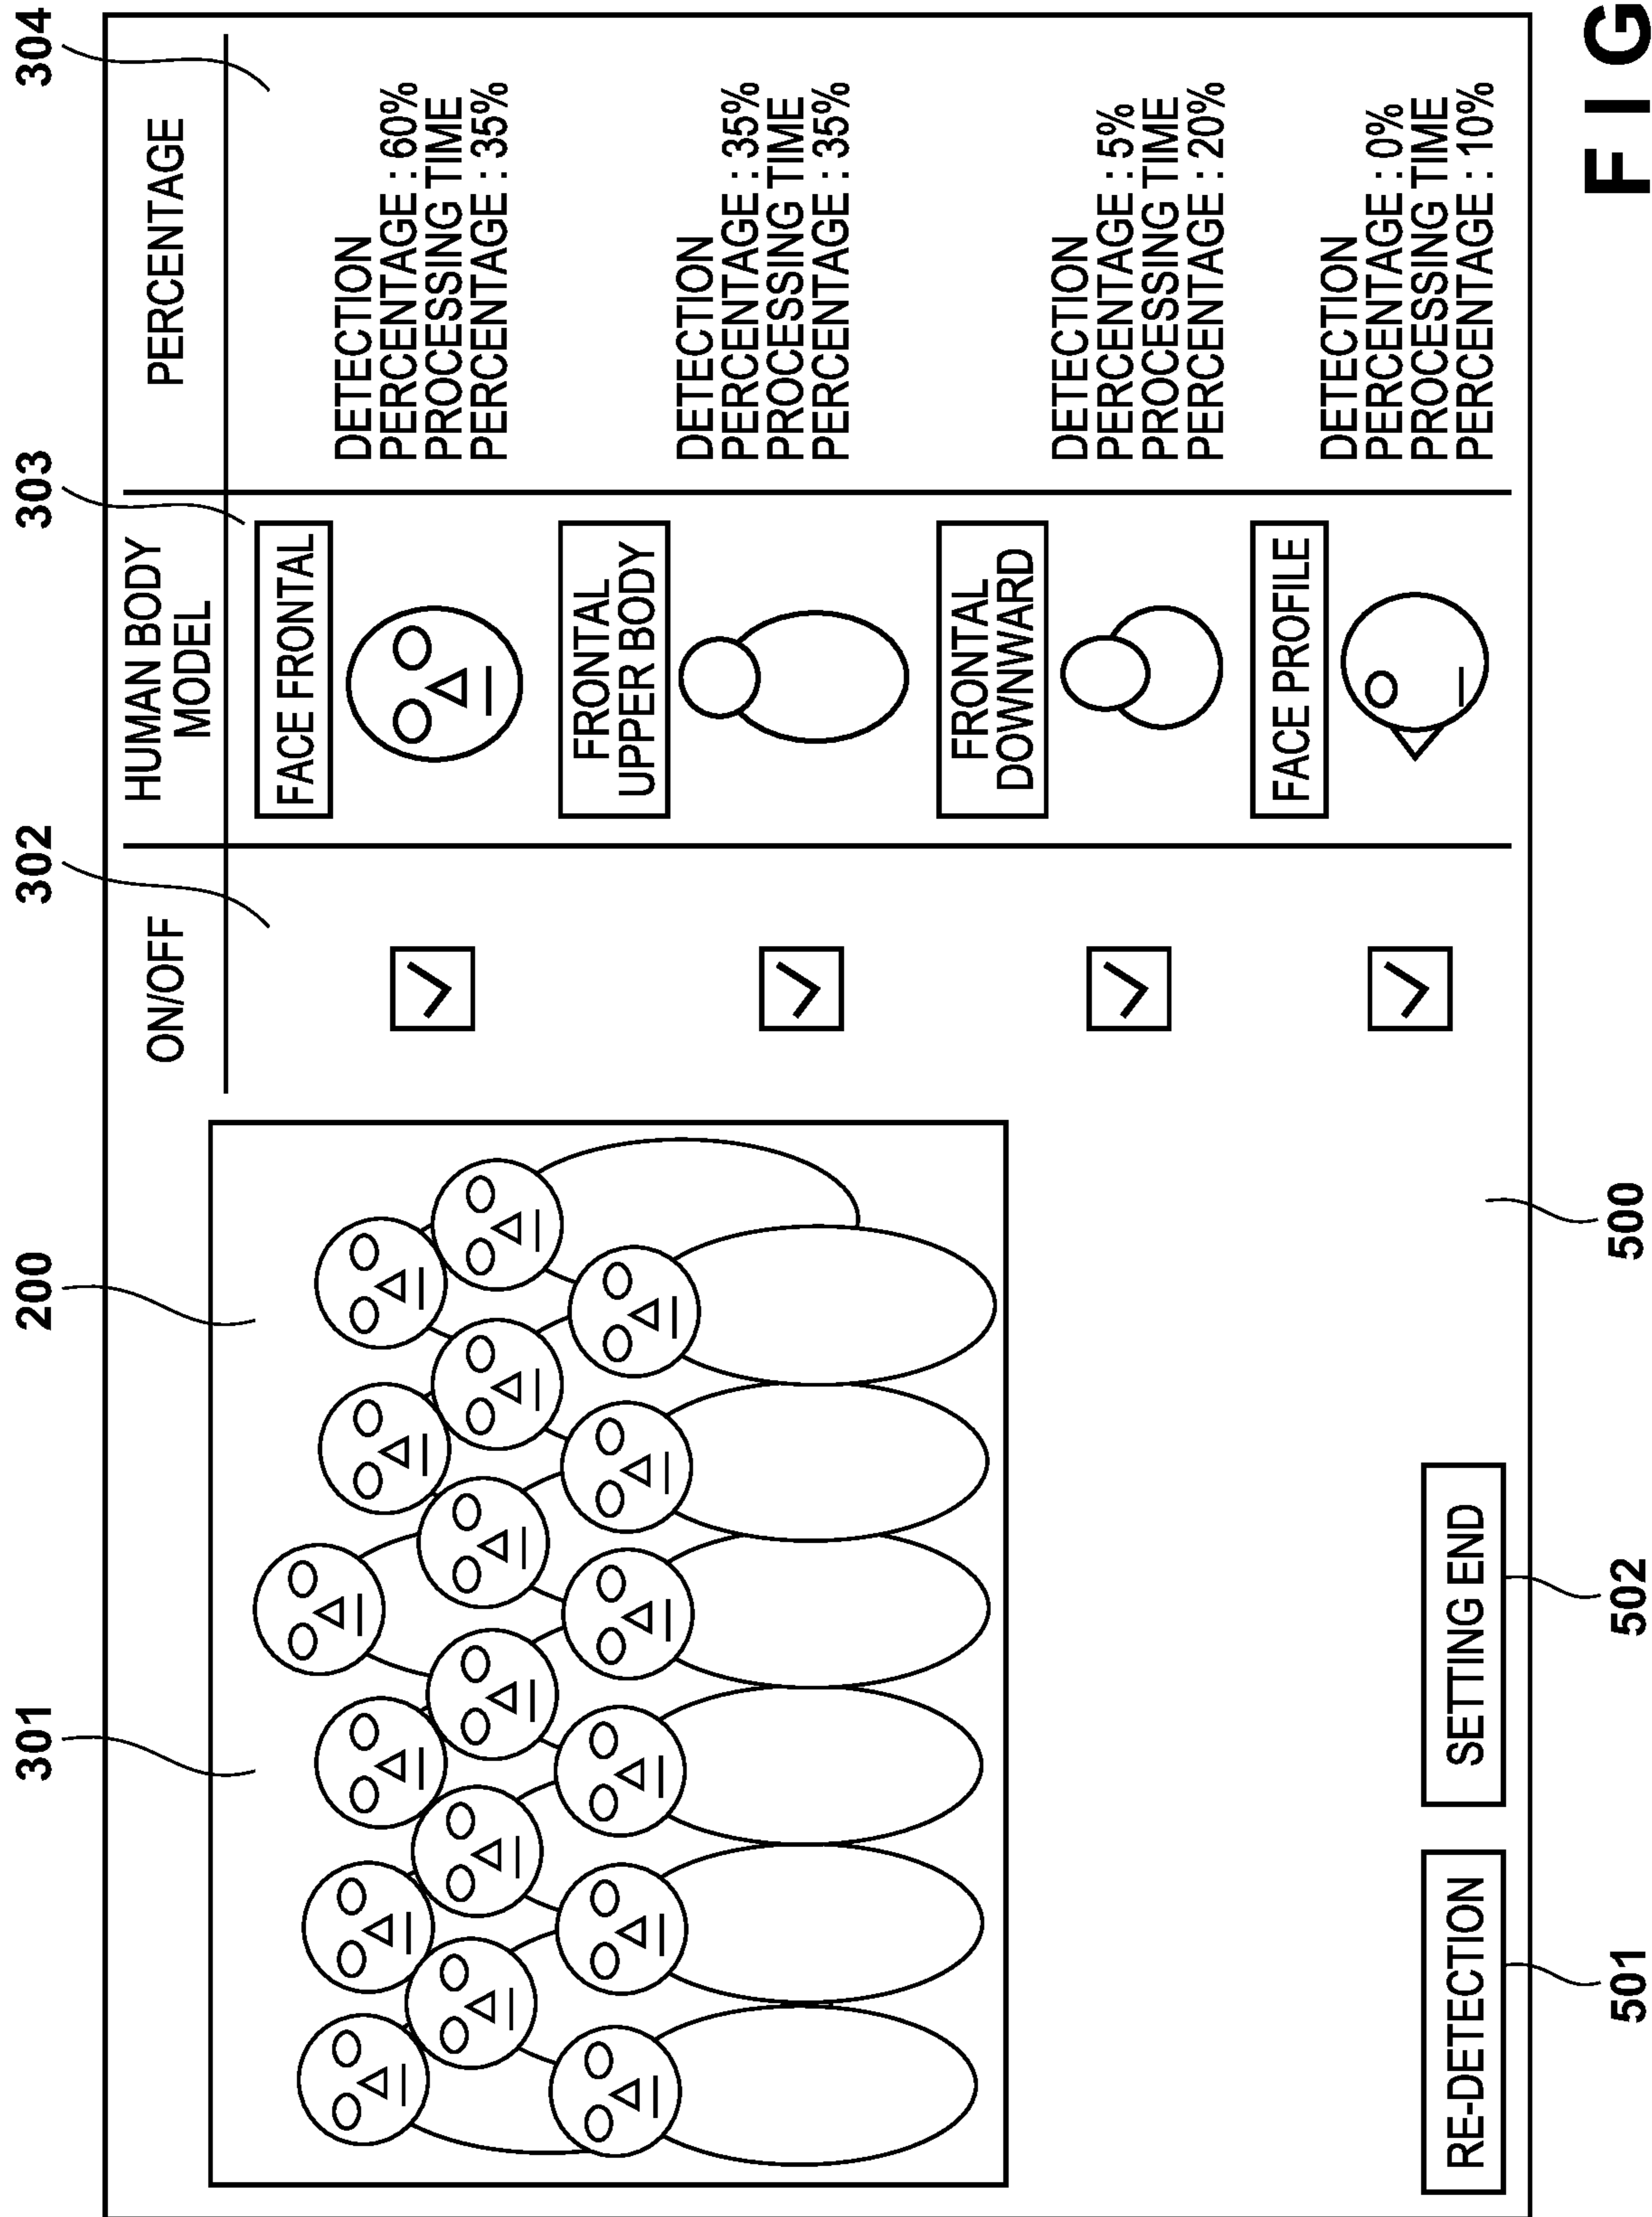 F I G
301
200
302
303
304
ON/OFF
HUMAN BODY
MODEL
PERCENTAGE
FACE FRONTAL
DETECTION
PERCENTAGE : 60%
PROCESSING TIME
PERCENTAGE : 35%
FRONTAL
UPPER BODY
DETECTION
PERCENTAGE : 35%
PROCESSING TIME
PERCENTAGE : 35%
FRONTAL
DOWNWARD
DETECTION
PERCENTAGE : 5%
PROCESSING TIME
PERCENTAGE : 20%
FACE PROFILE
DETECTION
PERCENTAGE : 0%
PROCESSING TIME
PERCENTAGE : 10%
RE-DETECTION
SETTING END
501
502
500